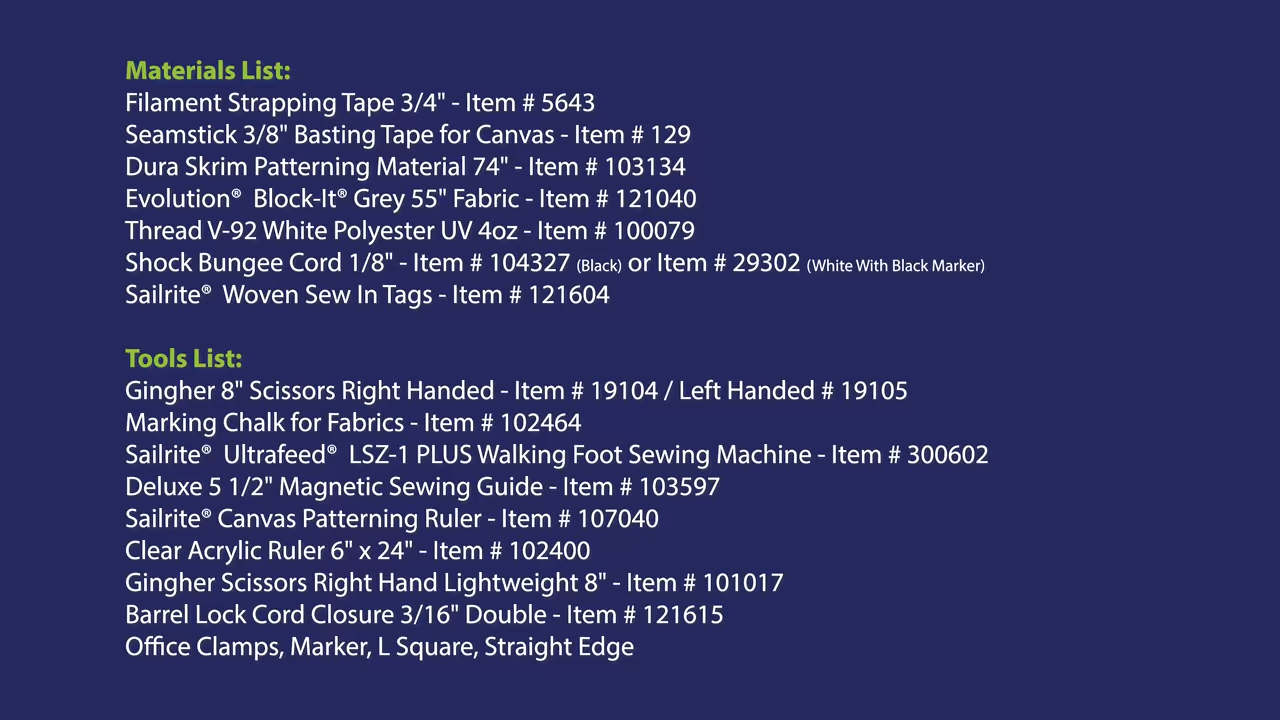 Materials List:
Filament Strapping Tape 3/4" - Item # 5643
Seamstick 3/8" Basting Tape for Canvas - Item # 129
Dura Skrim Patterning Material 74" - Item # 103134
Evolution® Block-It® Grey 55" Fabric - Item # 121040
Thread V-92 White Polyester UV 4oz - Item # 100079
Shock Bungee Cord 1/8" - Item # 104327 (Black) or Item # 29302 (White With Black Marker)
Sailrite® Woven Sew In Tags - Item # 121604
Tools List:
Gingher 8" Scissors Right Handed - Item # 19104 / Left Handed # 19105
Marking Chalk for Fabrics - Item # 102464
Sailrite® Ultrafeed® LSZ-1 PLUS Walking Foot Sewing Machine - Item # 300602
Deluxe 5 1/2" Magnetic Sewing Guide - Item # 103597
Sailrite® Canvas Patterning Ruler - Item # 107040
Clear Acrylic Ruler 6" x 24" - Item # 102400
Gingher Scissors Right Hand Lightweight 8" - Item # 101017
Barrel Lock Cord Closure 3/16" Double - Item # 121615
Office Clamps, Marker, L Square, Straight Edge